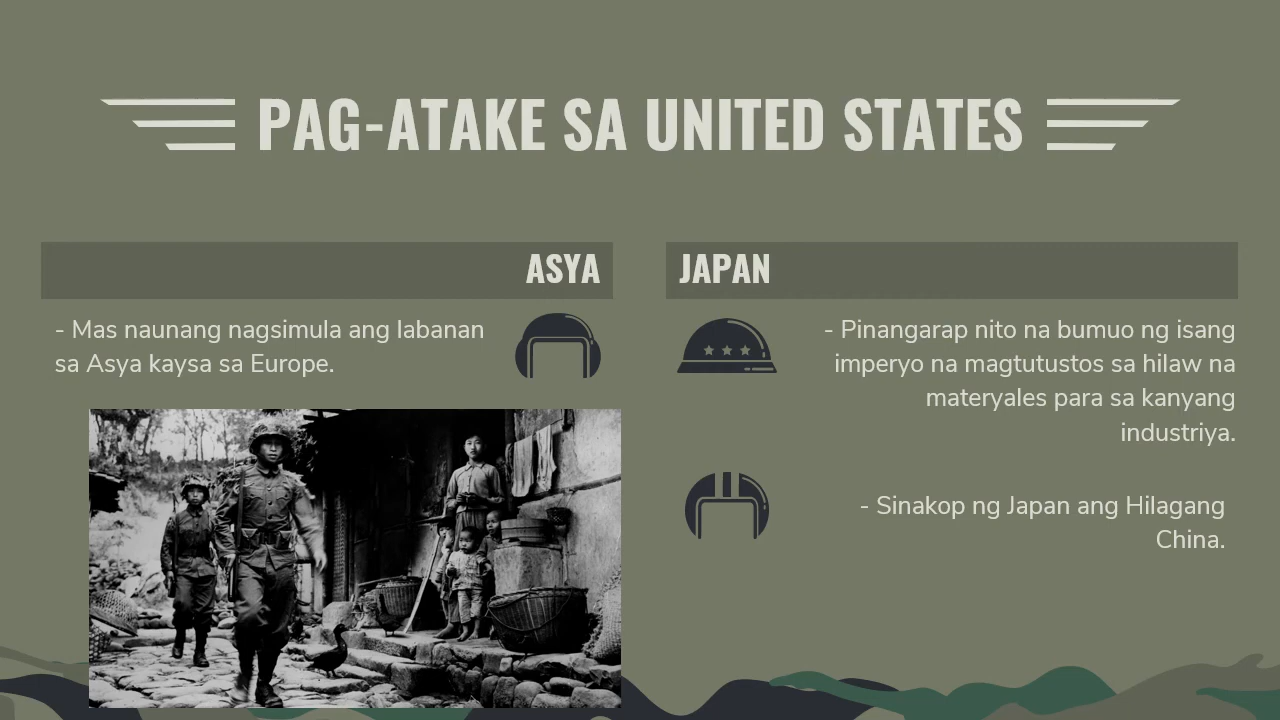 PAG-ATAKE SA UNITED STATES
ASYA
- Mas naunang nagsimula ang labanan
sa Asya kaysa sa Europe.
JAPAN
- Pinangarap nito na bumuo ng isang
imperyo na magtutustos sa hilaw na
materyales para sa kanyang
industriya.
- Sinakop ng Japan ang Hilagang
China.